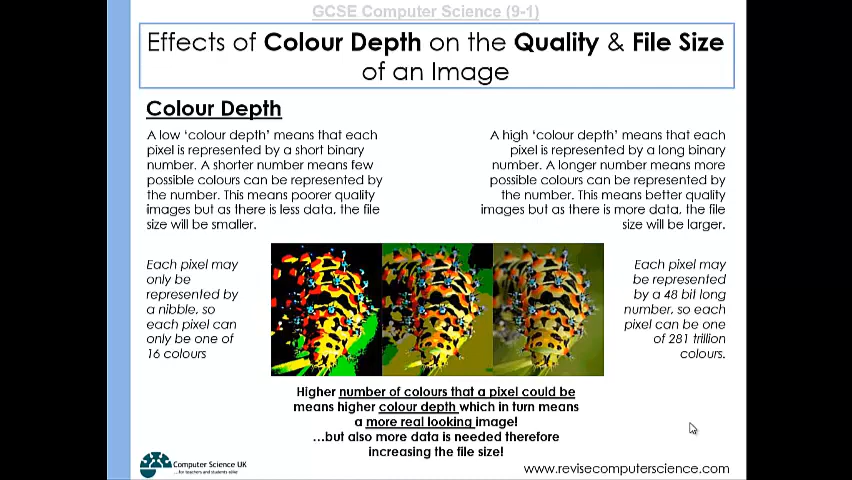 GCSE Computer Science (9-1)
Effects of Colour Depth on the Quality & File Size
of an Image
Colour Depth
A low ‘colour depth’ means that each
pixel is represented by a short binary
number. A shorter number means few
possible colours can be represented by
the number. This means poorer quality
images but as there is less data, the file
size will be smaller.
A high ‘colour depth’ means that each
pixel is represented by a long binary
number. A longer number means more
possible colours can be represented by
the number. This means better quality
images but as there is more data, the file
size will be larger.
Each pixel may
only be
represented by
a nibble, so
each pixel can
only be one of
16 colours
Each pixel may
be represented
by a 48 bit long
number, so each
pixel can be one
of 281 trillion
colours.
Higher number of colours that a pixel could be
means higher colour depth which in turn means
a more real looking image!
…but also more data is needed therefore
increasing the file size!
Computer Science UK
...for teachers and students alike
www.revisecomputerscience.com